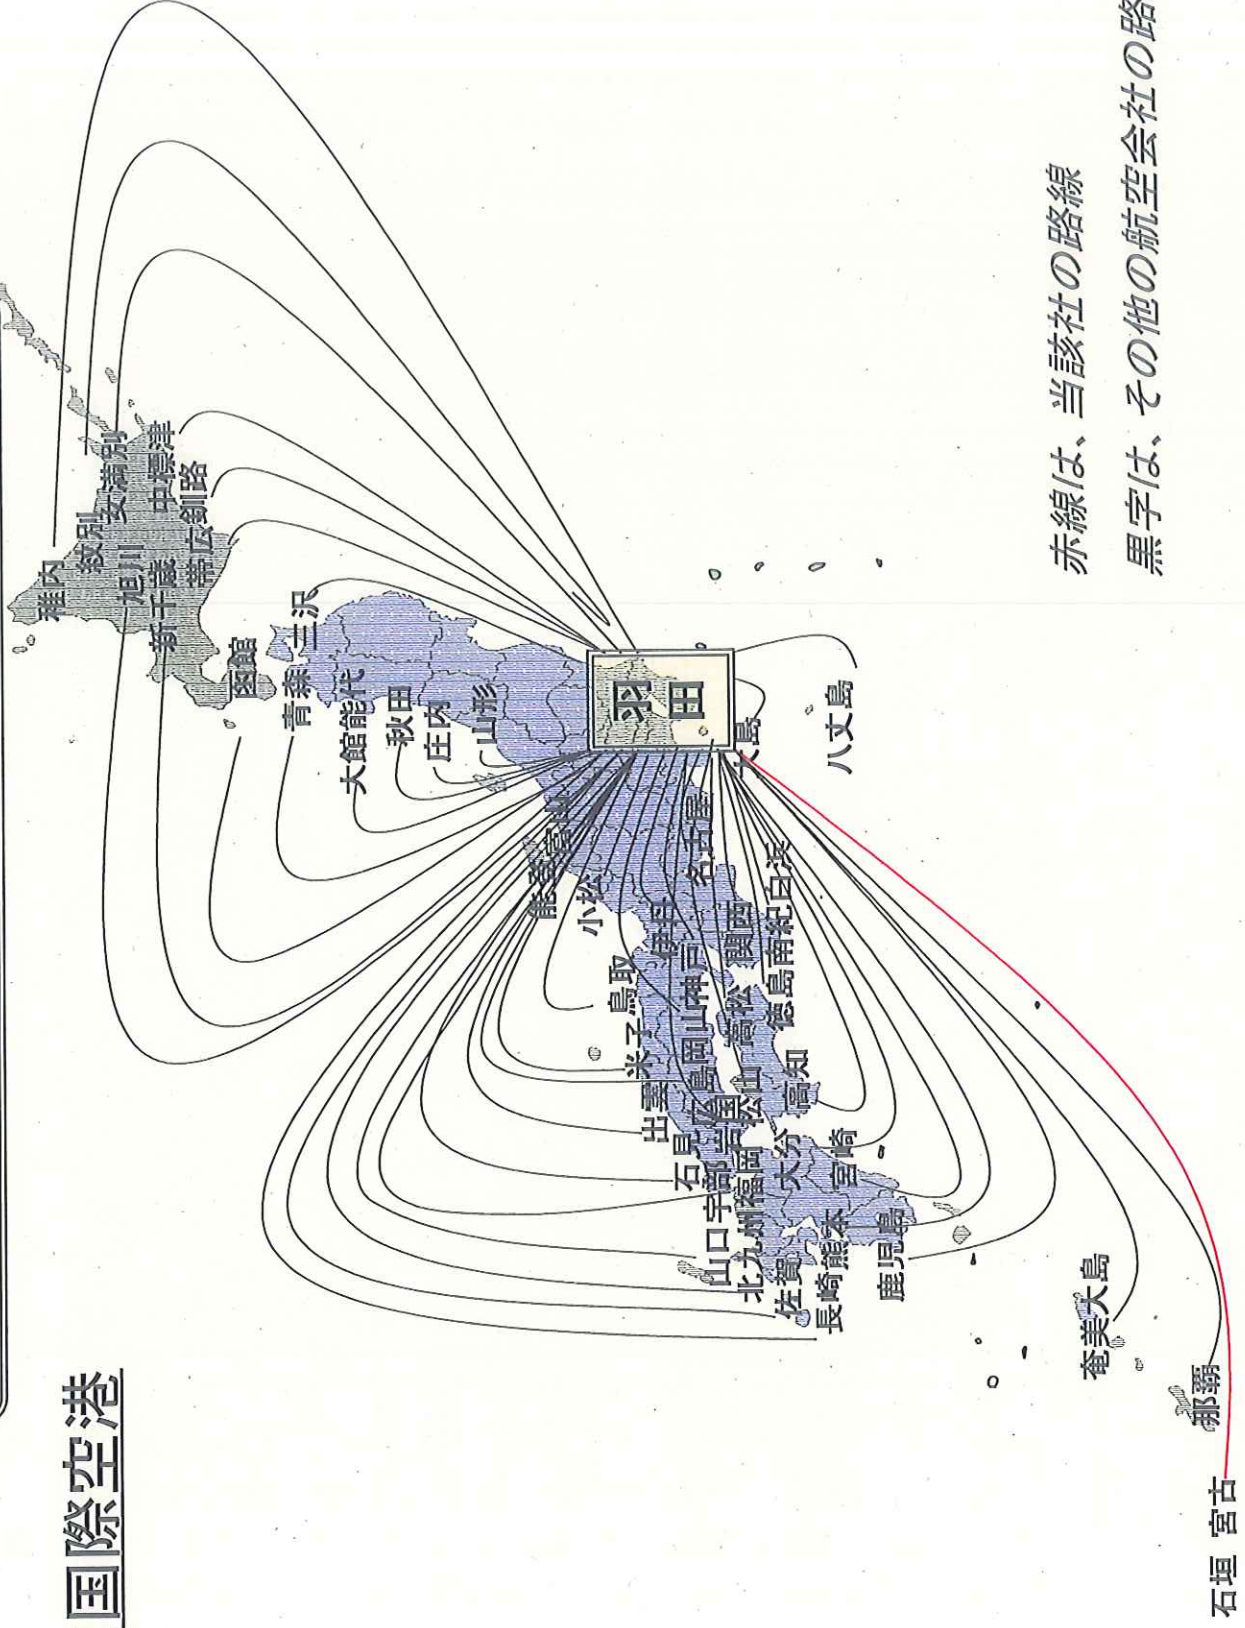 国際空港
稚内
紋別
女満別
旭川
中標津
新千歳
釧路
帯広
函館
三沢
青森
大館能代
秋田
庄内
山形
羽田
能登
富山
小松
名古屋
大島
八丈島
鳥取
伊丹
神戸
関西
南紀白浜
米子
岡山
高松
徳島
出雲
広島
松山
高知
石見
岩国
山口宇部
福岡
大分
宮崎
北九州
佐賀
熊本
長崎
鹿児島
奄美大島
那覇
宮古
石垣
赤線は、当該社の路線
黒字は、その他の航空会社の路